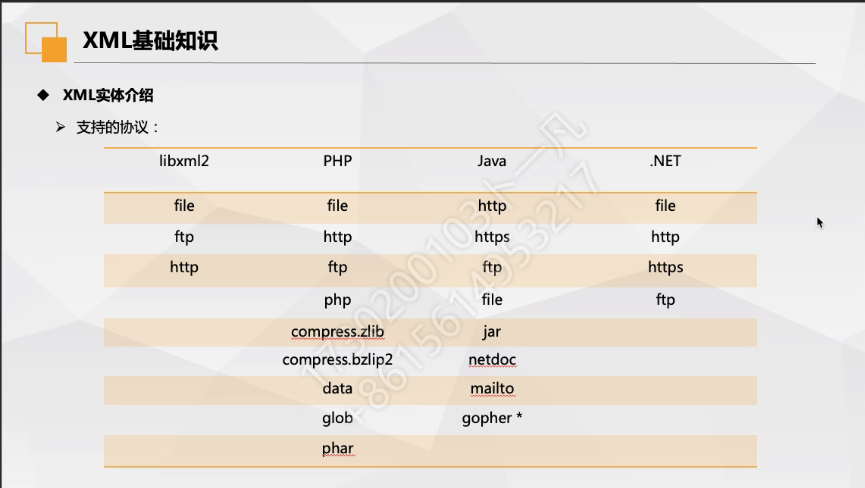 XML基础知识
◆ XML实体介绍
➢ 支持的协议：
libxml2 PHP Java .NET
file file http file
ftp http https http
http ftp ftp https
php file ftp
compress.zlib jar
compress.bzlip2 netdoc
data mailto
glob gopher *
phar